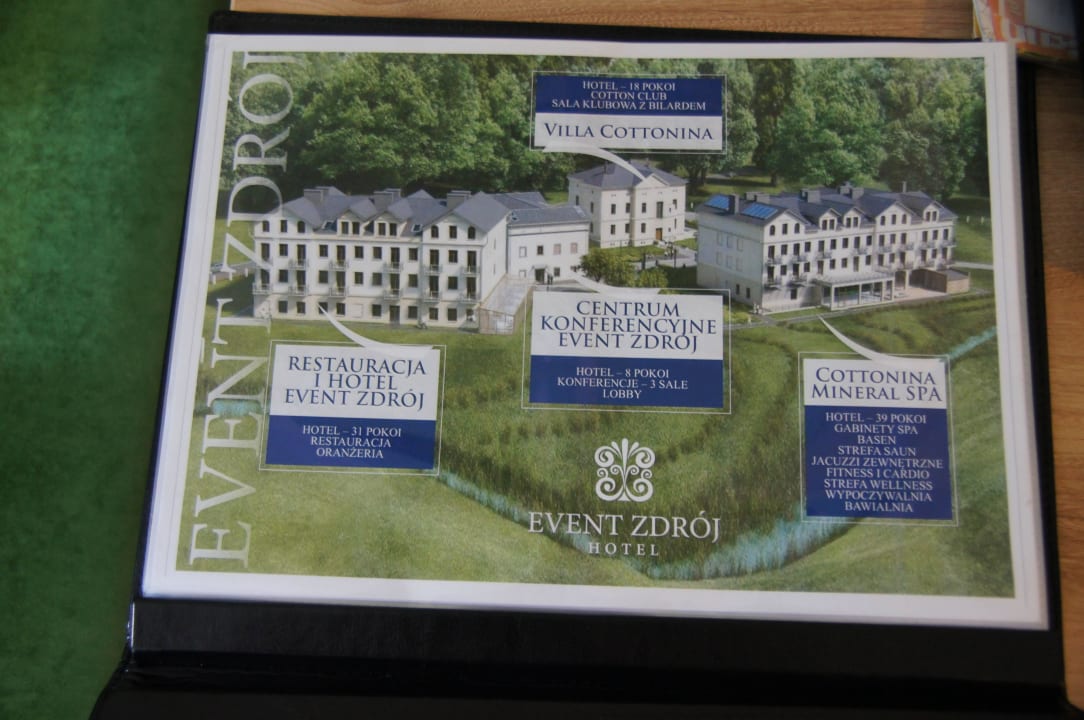 EVENT ZDRÓJ
HOTEL – 18 POKOI
COTTON CLUB
SALA KLUBOWA Z BILARDEM
VILLA COTTONINA
RESTAURACJA
I HOTEL
EVENT ZDRÓJ
HOTEL – 31 POKOI
RESTAURACJA
ORANŻERIA
CENTRUM
KONFERENCYJNE
EVENT ZDRÓJ
HOTEL – 8 POKOI
KONFERENCJE – 3 SALE
LOBBY
COTTONINA
MINERAL SPA
HOTEL – 39 POKOI
GABINETY SPA
BASEN
STREFA SAUN
JACUZZI ZEWNĘTRZNE
FITNESS I CARDIO
STREFA WELLNESS
WYPOCZYWALNIA
BAWIALNIA
EVENT ZDRÓJ
HOTEL